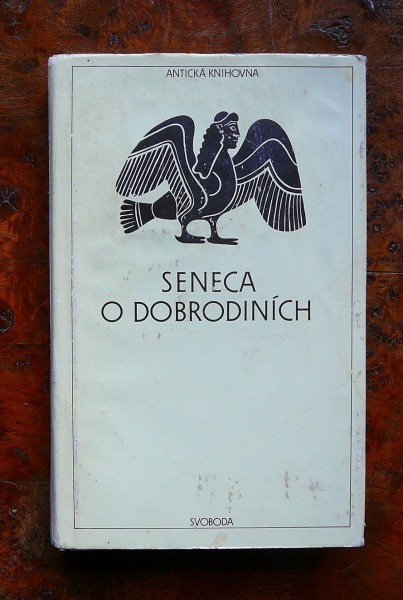 ANTICKÁ KNIHOVNA
SENECA
O DOBRODINÍCH
SVOBODA